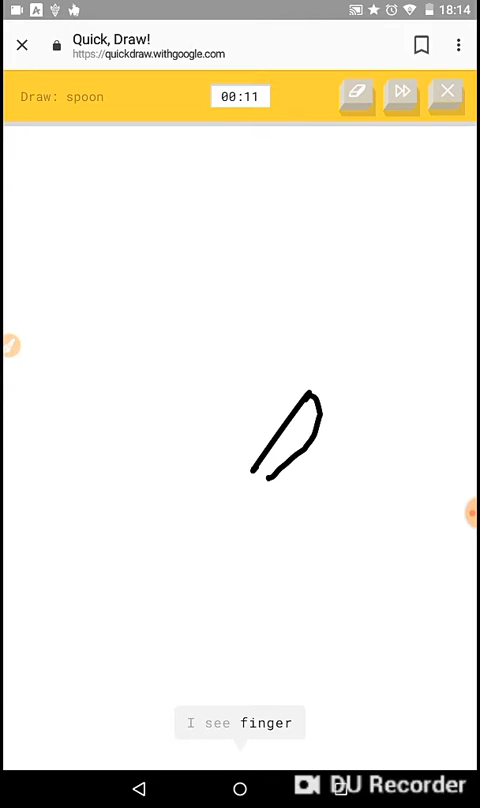 18:14
Quick, Draw!
https://quickdraw.withgoogle.com
Draw: spoon
00:11
I see finger
DU Recorder